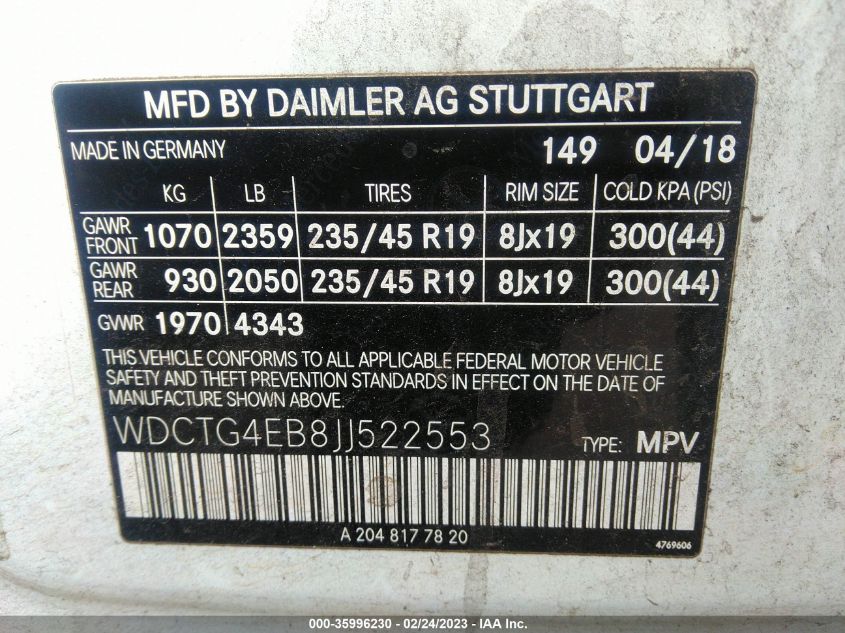 MFD BY DAIMLER AG STUTTGART
MADE IN GERMANY 149 04/18
KG LB TIRES RIM SIZE COLD KPA (PSI)
GAWR FRONT 1070 2359 235/45 R19 8Jx19 300(44)
GAWR REAR 930 2050 235/45 R19 8Jx19 300(44)
GVWR 1970 4343
THIS VEHICLE CONFORMS TO ALL APPLICABLE FEDERAL MOTOR VEHICLE
SAFETY AND THEFT PREVENTION STANDARDS IN EFFECT ON THE DATE OF
MANUFACTURE SHOWN ABOVE.
WDCTG4EB8JJ522553 TYPE: MPV
A 204 817 78 20
4769606
000-35996230 - 02/24/2023 - IAA Inc.